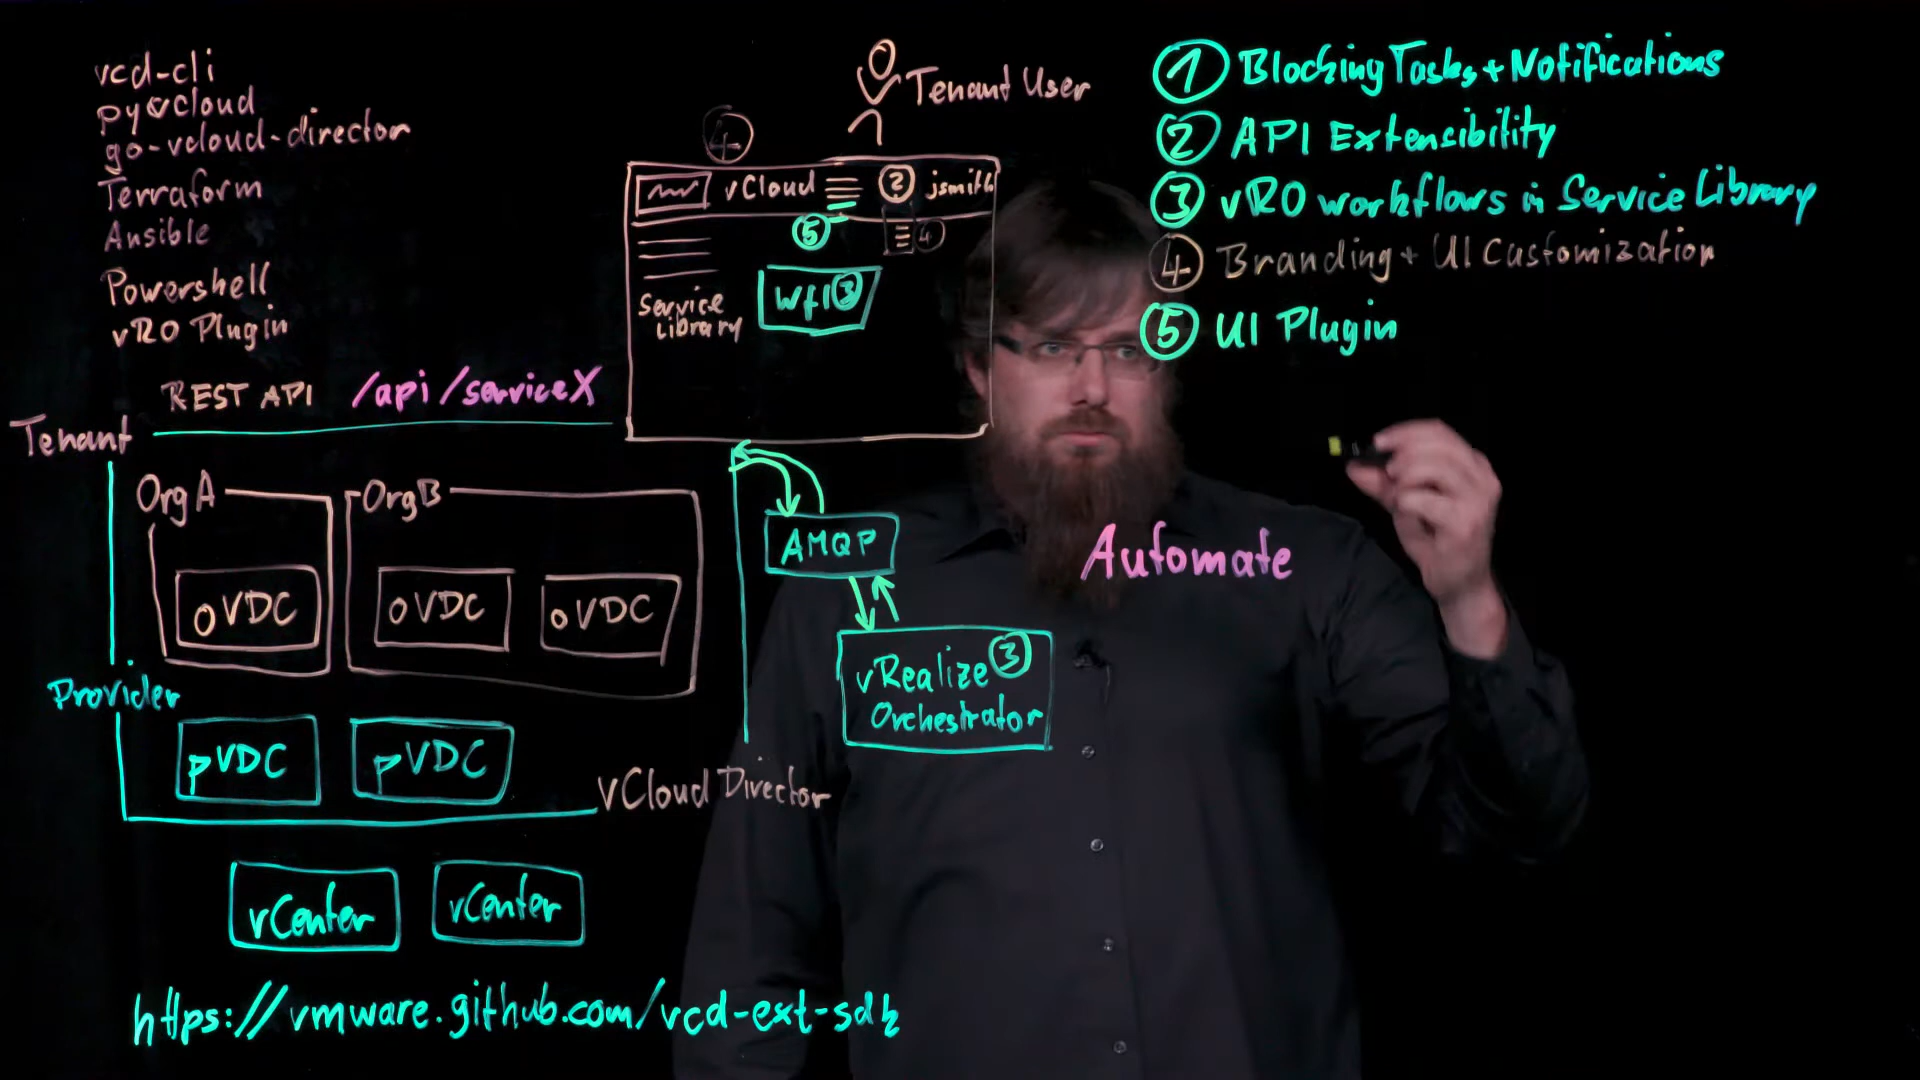 vcd-cli
pyvcloud
go-vcloud-director
Terraform
Ansible
Powershell
vRO Plugin
REST API /api/serviceX
Tenant
Org A
Org B
oVDC
oVDC
oVDC
Provider
pVDC
pVDC
vCloud Director
vCenter
vCenter
https://vmware.github.com/vcd-ext-sdk
Tenant User
4
vCloud
2
jsmith
5
4
Service
Library
Wfl 3
AMQP
vRealize 3
Orchestrator
Automate
1 Blocking Tasks + Notifications
2 API Extensibility
3 vRO workflows in Service Library
4 Branding + UI Customization
5 UI Plugin